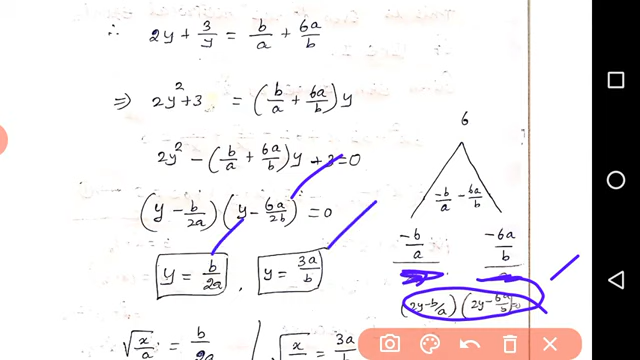 ∴ 2y + 3/y = b/a + 6a/b
⇒ 2y² + 3 = (b/a + 6a/b) y
6
2y² - (b/a + 6a/b) y + 3 = 0
-b/a - 6a/b
(y - b/2a) (y - 6a/2b) = 0
-b/a -6a/b
y = b/2a , y = 3a/b
(2y - b/a) (2y - 6a/b) = 0
√x/a = b/2a √x/ = 3a/b